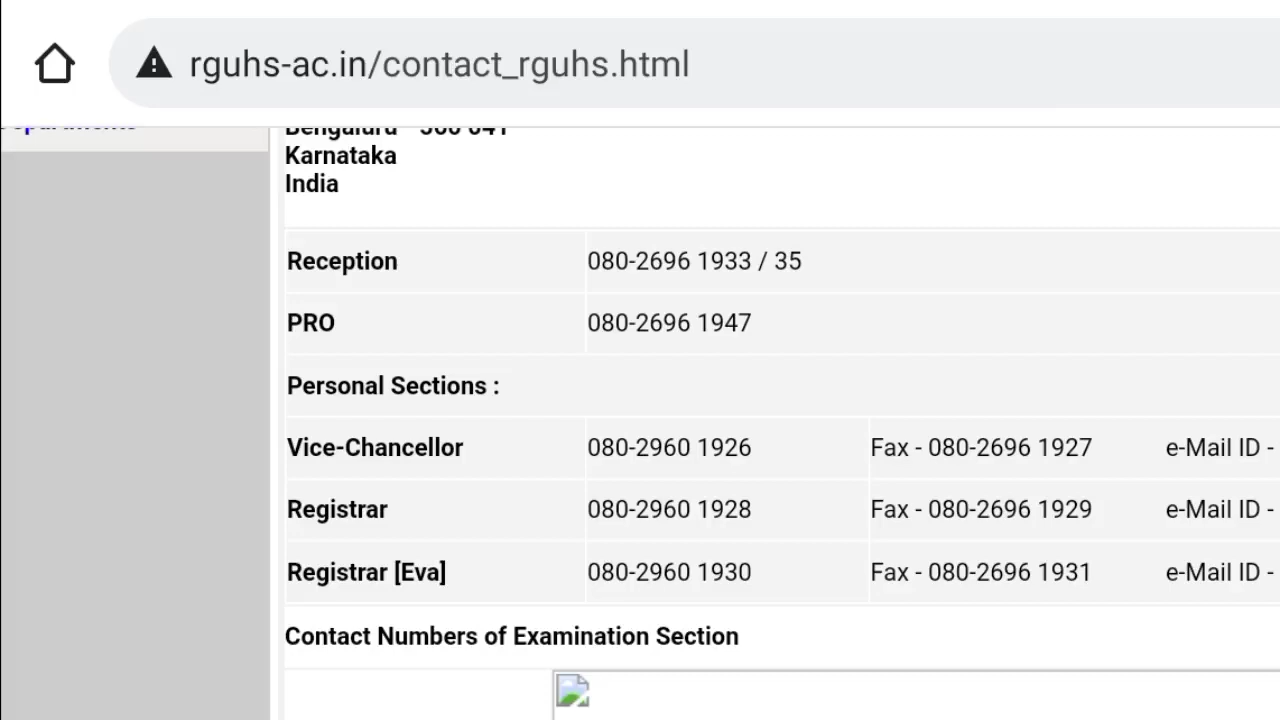 rguhs-ac.in/contact_rguhs.html
Karnataka
India
Reception 080-2696 1933 / 35
PRO 080-2696 1947
Personal Sections :
Vice-Chancellor 080-2960 1926 Fax - 080-2696 1927 e-Mail ID -
Registrar 080-2960 1928 Fax - 080-2696 1929 e-Mail ID -
Registrar [Eva] 080-2960 1930 Fax - 080-2696 1931 e-Mail ID -
Contact Numbers of Examination Section